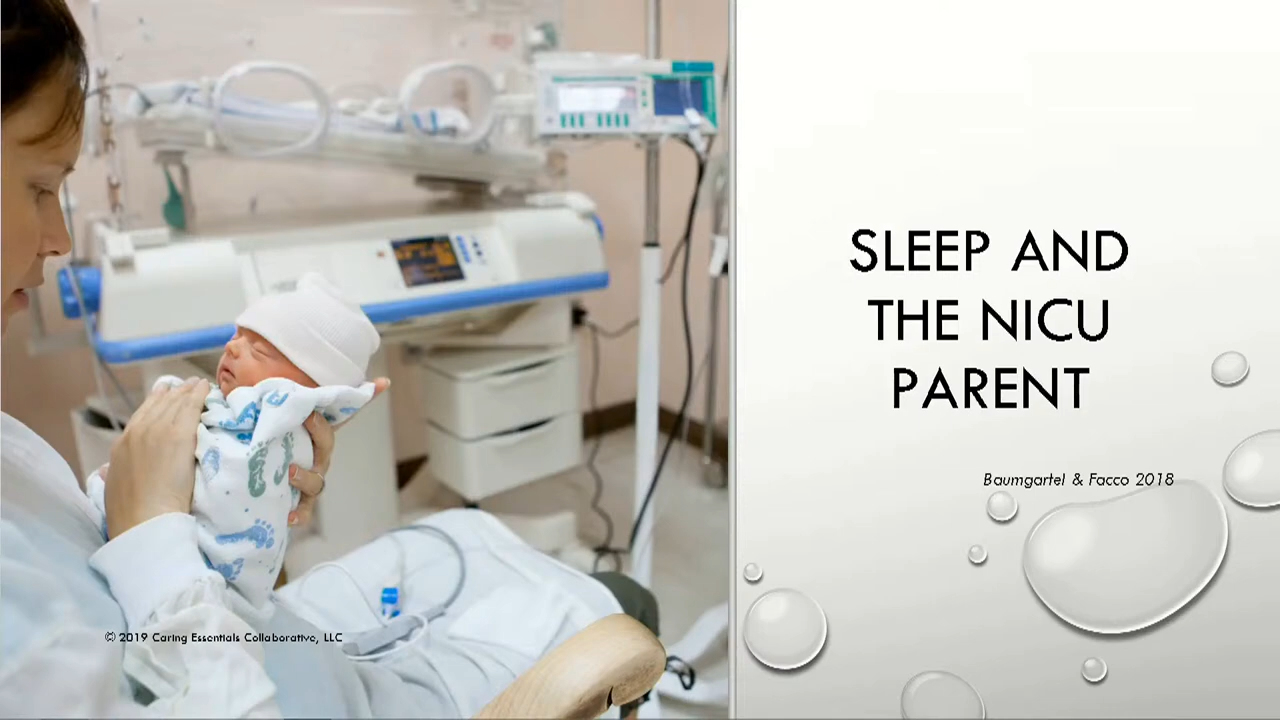 SLEEP AND
THE NICU
PARENT
Baumgartel & Facco 2018
© 2019 Caring Essentials Collaborative, LLC